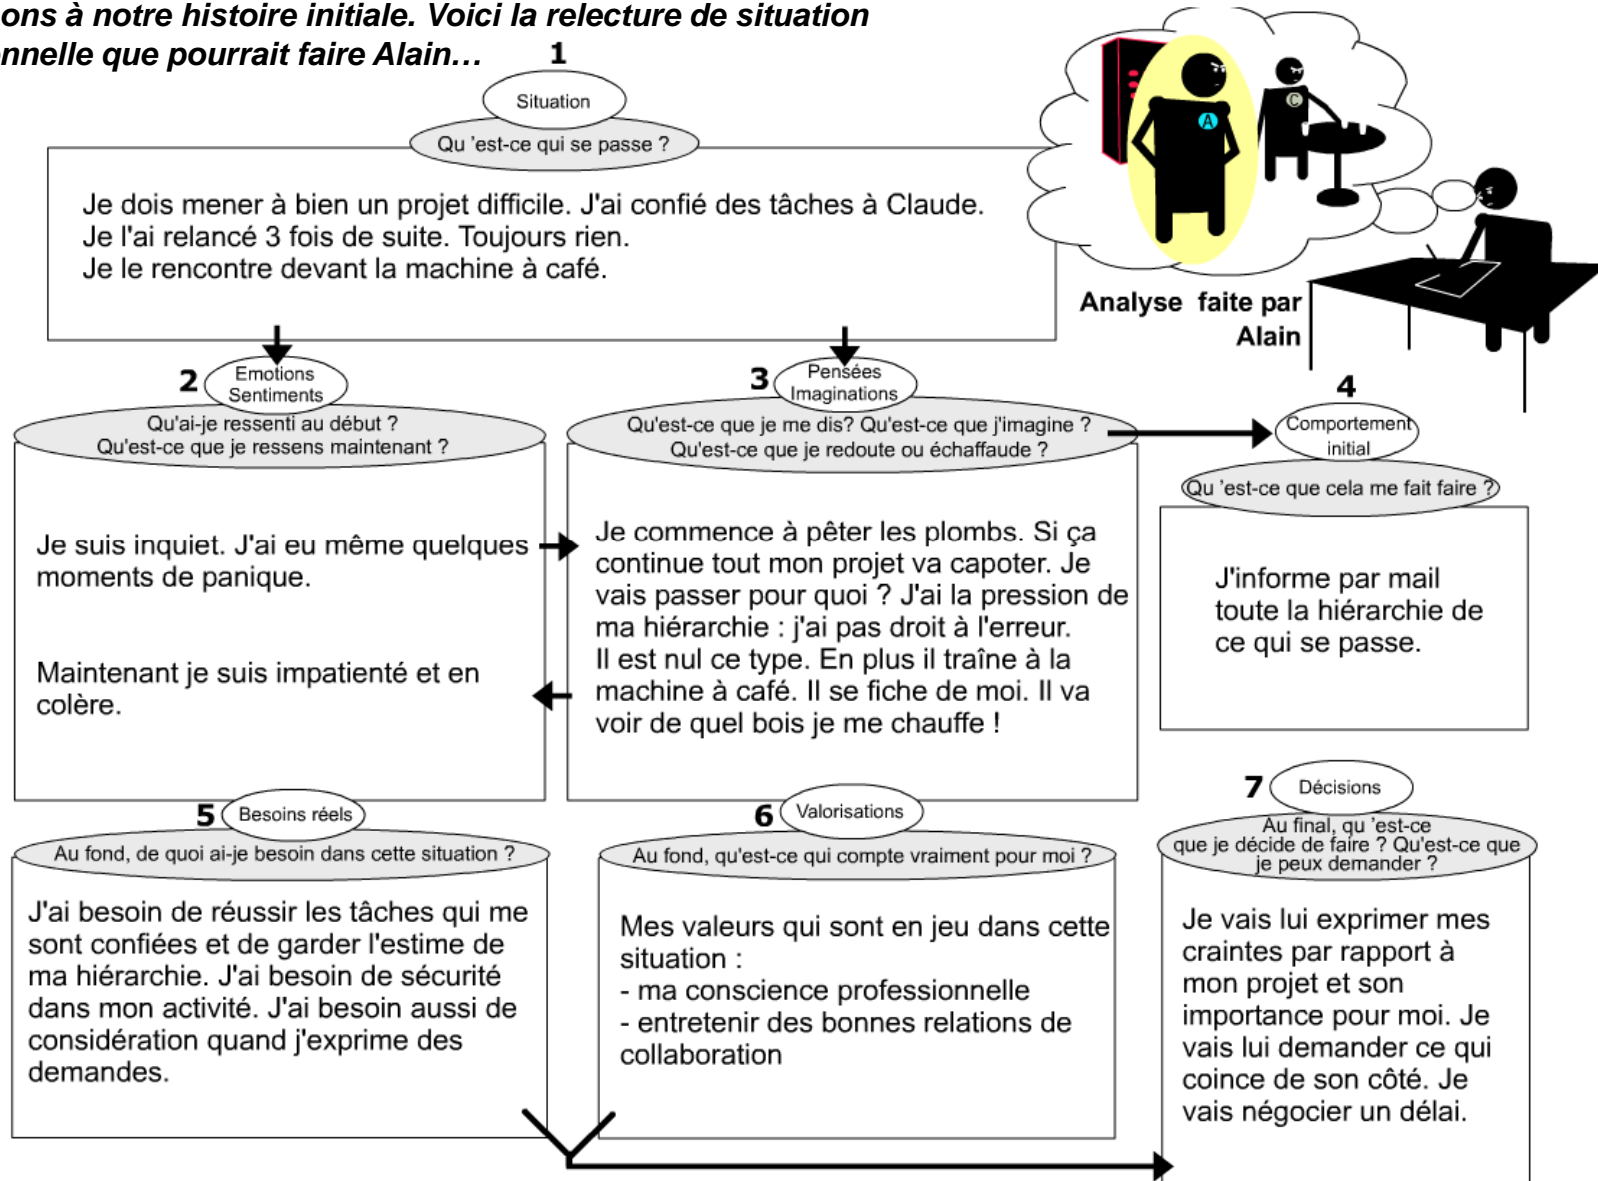 ons à notre histoire initiale. Voici la relecture de situation
nnelle que pourrait faire Alain…
1
Situation
Qu 'est-ce qui se passe ?
Je dois mener à bien un projet difficile. J'ai confié des tâches à Claude.
Je l'ai relancé 3 fois de suite. Toujours rien.
Je le rencontre devant la machine à café.
A
C
Analyse faite par
Alain
2
Emotions
Sentiments
Qu'ai-je ressenti au début ?
Qu'est-ce que je ressens maintenant ?
Je suis inquiet. J'ai eu même quelques
moments de panique.
Maintenant je suis impatienté et en
colère.
3
Pensées
Imaginations
Qu'est-ce que je me dis? Qu'est-ce que j'imagine ?
Qu'est-ce que je redoute ou échaffaude ?
Je commence à pêter les plombs. Si ça
continue tout mon projet va capoter. Je
vais passer pour quoi ? J'ai la pression de
ma hiérarchie : j'ai pas droit à l'erreur.
Il est nul ce type. En plus il traîne à la
machine à café. Il se fiche de moi. Il va
voir de quel bois je me chauffe !
4
Comportement
initial
Qu 'est-ce que cela me fait faire ?
J'informe par mail
toute la hiérarchie de
ce qui se passe.
5
Besoins réels
Au fond, de quoi ai-je besoin dans cette situation ?
J'ai besoin de réussir les tâches qui me
sont confiées et de garder l'estime de
ma hiérarchie. J'ai besoin de sécurité
dans mon activité. J'ai besoin aussi de
considération quand j'exprime des
demandes.
6
Valorisations
Au fond, qu'est-ce qui compte vraiment pour moi ?
Mes valeurs qui sont en jeu dans cette
situation :
- ma conscience professionnelle
- entretenir des bonnes relations de
collaboration
7
Décisions
Au final, qu 'est-ce
que je décide de faire ? Qu'est-ce que
je peux demander ?
Je vais lui exprimer mes
craintes par rapport à
mon projet et son
importance pour moi. Je
vais lui demander ce qui
coince de son côté. Je
vais négocier un délai.